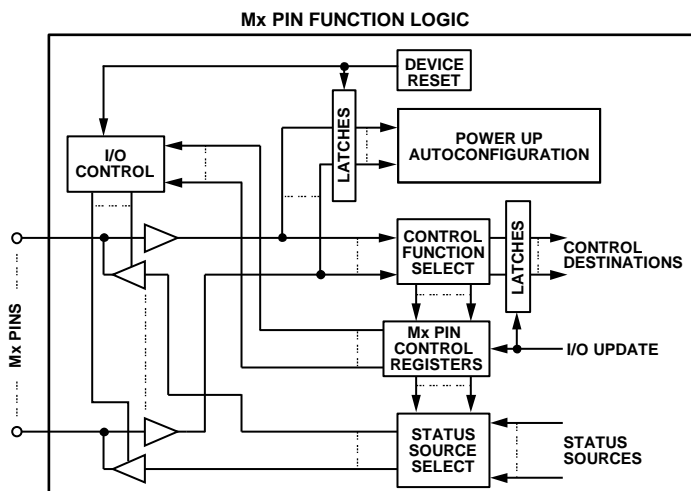 Mx PIN FUNCTION LOGIC
DEVICE
RESET
LATCHES
POWER UP
AUTOCONFIGURATION
I/O
CONTROL
CONTROL
FUNCTION
SELECT
LATCHES
CONTROL
DESTINATIONS
Mx PINS
Mx PIN
CONTROL
REGISTERS
I/O UPDATE
STATUS
SOURCE
SELECT
STATUS
SOURCES